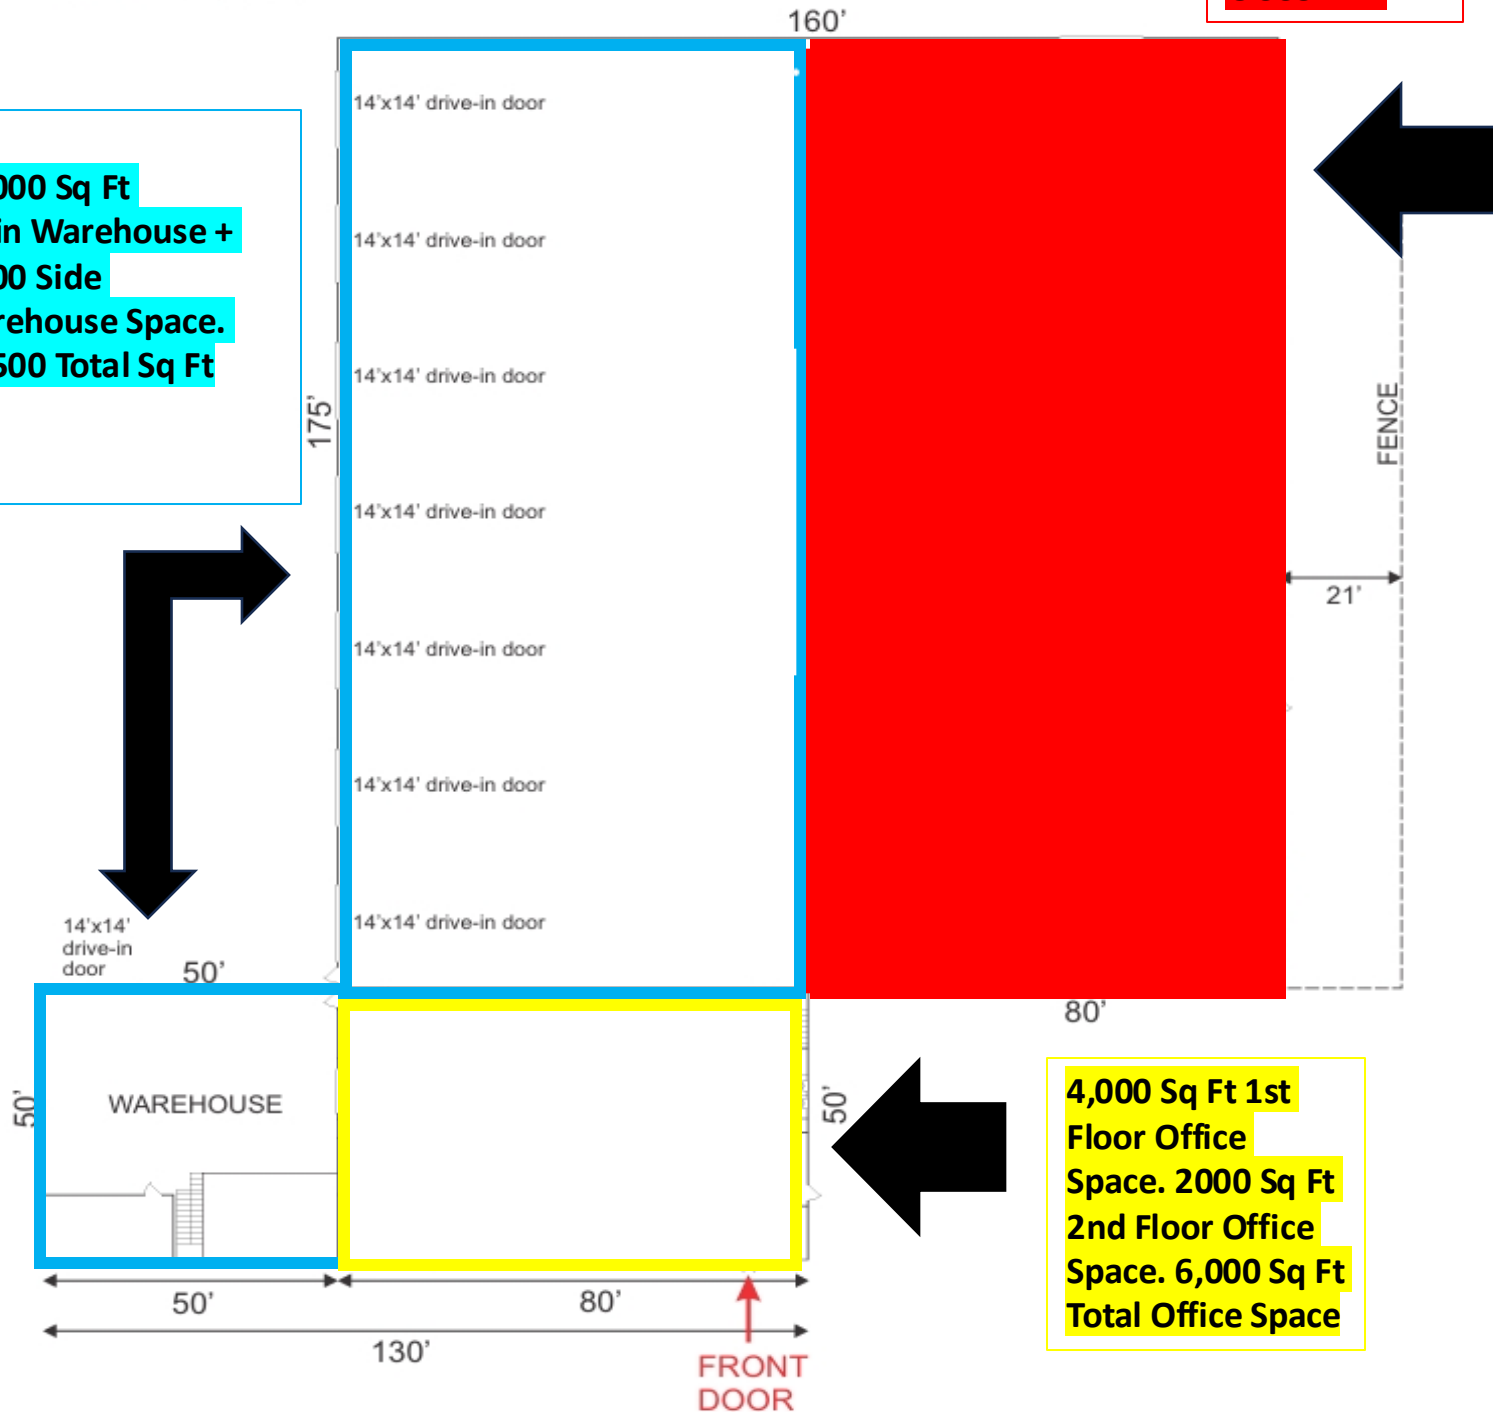 160’
14’x14’ drive-in door
000 Sq Ft
in Warehouse +
00 Side
rehouse Space.
500 Total Sq Ft
14’x14’ drive-in door
14’x14’ drive-in door
175’
FENCE
14’x14’ drive-in door
21’
14’x14’ drive-in door
14’x14’ drive-in door
14’x14’ drive-in door
14’x14’
drive-in
door
50’
80’
50’
WAREHOUSE
50’
4,000 Sq Ft 1st
Floor Office
Space. 2000 Sq Ft
2nd Floor Office
Space. 6,000 Sq Ft
Total Office Space
50’
80’
130’
FRONT
DOOR